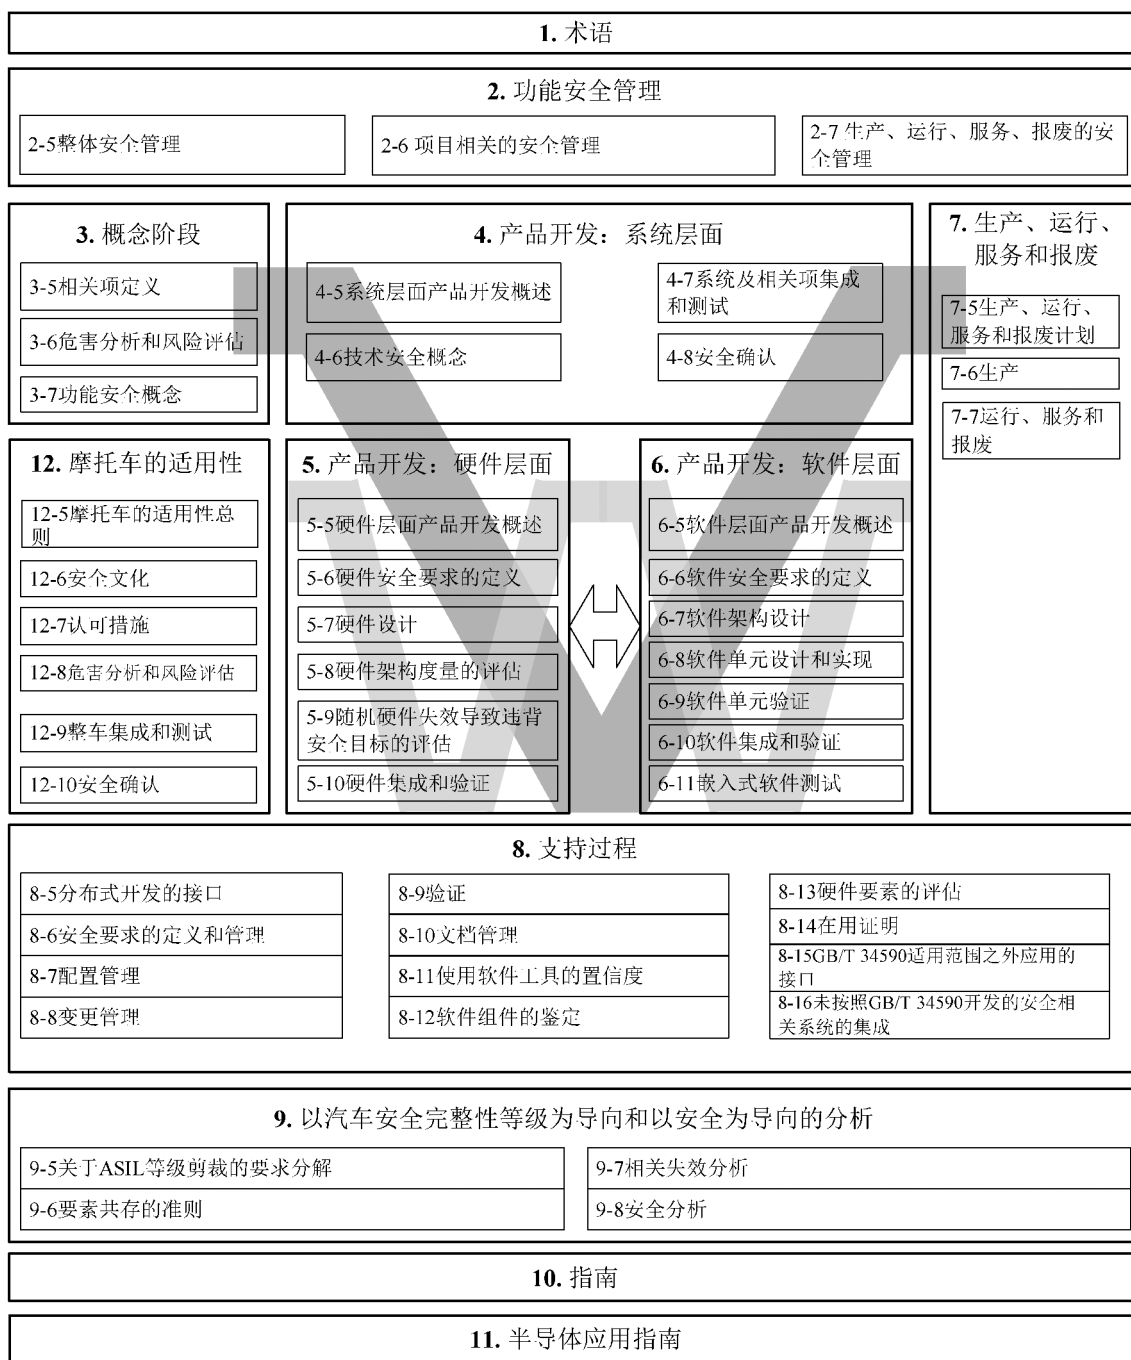 1. 术语
2. 功能安全管理
2-5整体安全管理
2-6 项目相关的安全管理
2-7 生产、运行、服务、报废的安
全管理
3. 概念阶段
3-5相关项定义
3-6危害分析和风险评估
3-7功能安全概念
4. 产品开发：系统层面
4-5系统层面产品开发概述
4-6技术安全概念
4-7系统及相关项集成
和测试
4-8安全确认
7. 生产、运行、
服务和报废
7-5生产、运行、
服务和报废计划
7-6生产
7-7运行、服务和
报废
12. 摩托车的适用性
12-5摩托车的适用性总
则
12-6安全文化
12-7认可措施
12-8危害分析和风险评估
12-9整车集成和测试
12-10安全确认
5. 产品开发：硬件层面
5-5硬件层面产品开发概述
5-6硬件安全要求的定义
5-7硬件设计
5-8硬件架构度量的评估
5-9随机硬件失效导致违背
安全目标的评估
5-10硬件集成和验证
6. 产品开发：软件层面
6-5软件层面产品开发概述
6-6软件安全要求的定义
6-7软件架构设计
6-8软件单元设计和实现
6-9软件单元验证
6-10软件集成和验证
6-11嵌入式软件测试
8. 支持过程
8-5分布式开发的接口
8-6安全要求的定义和管理
8-7配置管理
8-8变更管理
8-9验证
8-10文档管理
8-11使用软件工具的置信度
8-12软件组件的鉴定
8-13硬件要素的评估
8-14在用证明
8-15GB/T 34590适用范围之外应用的
接口
8-16未按照GB/T 34590开发的安全相
关系统的集成
9. 以汽车安全完整性等级为导向和以安全为导向的分析
9-5关于ASIL等级剪裁的要求分解
9-6要素共存的准则
9-7相关失效分析
9-8安全分析
10. 指南
11. 半导体应用指南